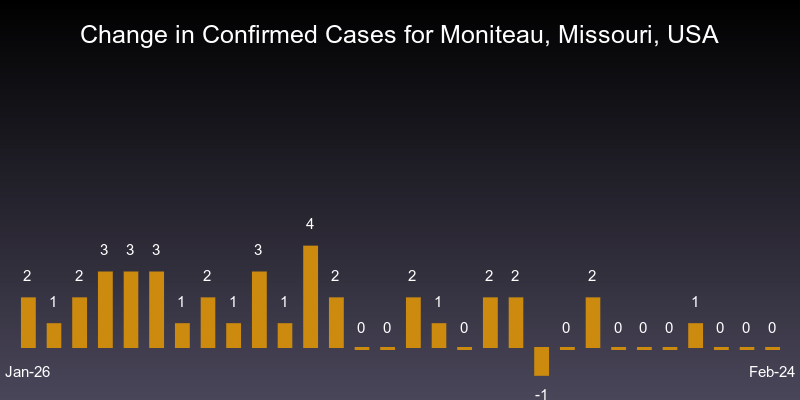 Change in Confirmed Cases for Moniteau, Missouri, USA
4
3 3 3 3
2 2 2 2 2 2 2 2
1 1 1 1 1 1
0 0 0 0 0 0 0 0 0 0
Jan-26 Feb-24
-1